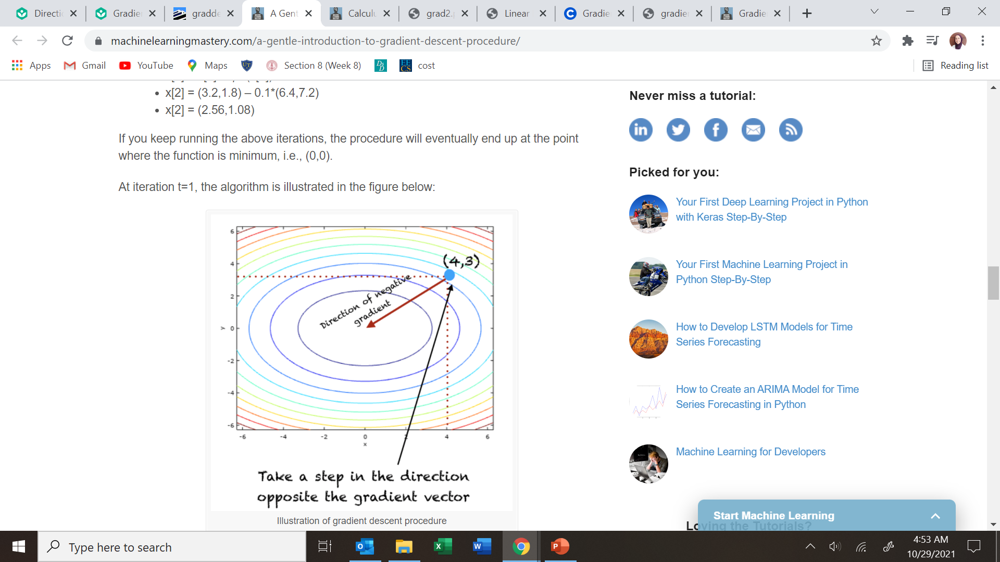 Directi
Gradie
gradde
A Gent
Calcul
grad2.
Linear
Gradie
gradie
Gradie
machinelearningmastery.com/a-gentle-introduction-to-gradient-descent-procedure/
Apps
Gmail
YouTube
Maps
Section 8 (Week 8)
cost
Reading list
x[2] = (3.2,1.8) – 0.1*(6.4,7.2)
x[2] = (2.56,1.08)
If you keep running the above iterations, the procedure will eventually end up at the point
where the function is minimum, i.e., (0,0).
At iteration t=1, the algorithm is illustrated in the figure below:
6
4
2
0
-2
-4
-6
y
-6 -4 -2 0 2 4 6
x
(4,3)
Direction of negative
gradient
Take a step in the direction
opposite the gradient vector
Illustration of gradient descent procedure
Never miss a tutorial:
in
f
Picked for you:
Your First Deep Learning Project in Python
with Keras Step-By-Step
Your First Machine Learning Project in
Python Step-By-Step
How to Develop LSTM Models for Time
Series Forecasting
How to Create an ARIMA Model for Time
Series Forecasting in Python
Machine Learning for Developers
Start Machine Learning
Loving the Tutorials?
Type here to search
4:53 AM
10/29/2021